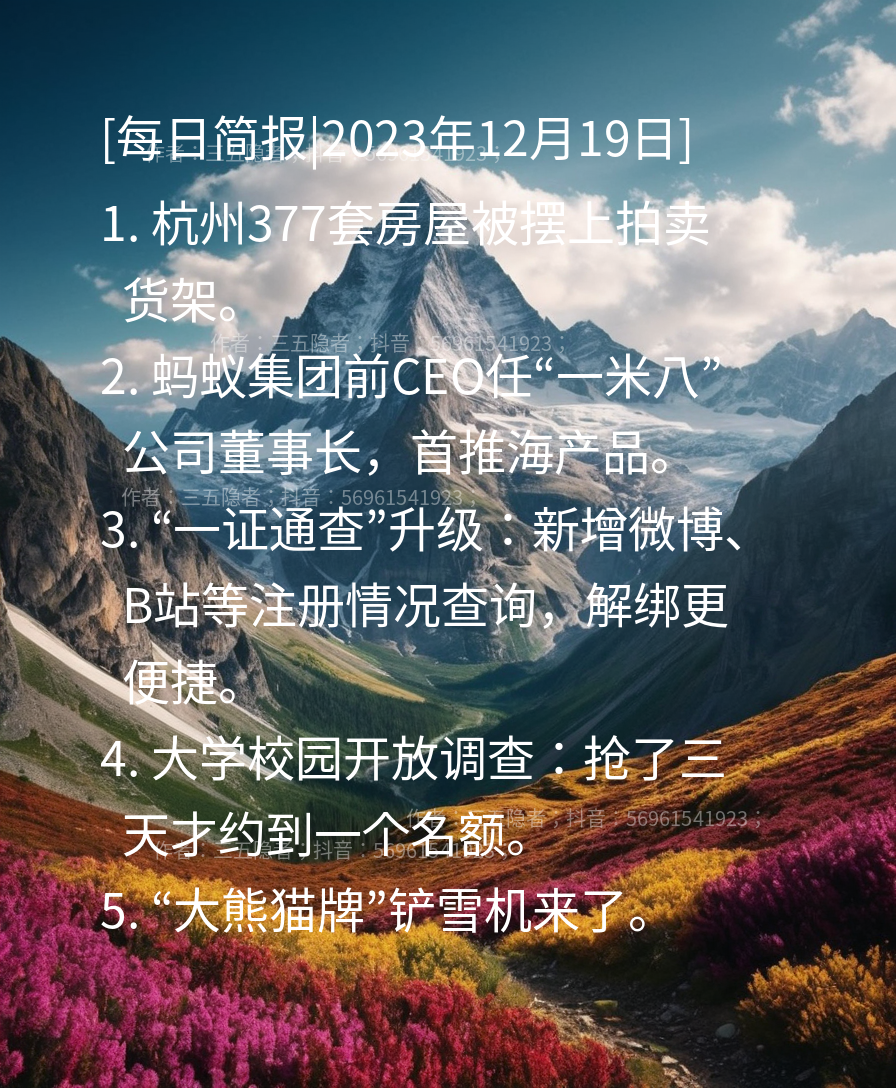 [每日简报|2023年12月19日]
作者：三五隐者；抖音：56961541923；
1. 杭州377套房屋被摆上拍卖
货架。
作者：三五隐者；抖音：56961541923；
2. 蚂蚁集团前CEO任“一米八”
公司董事长，首推海产品。
作者：三五隐者；抖音：56961541923；
3. “一证通查”升级：新增微博、
B站等注册情况查询，解绑更
便捷。
4. 大学校园开放调查：抢了三
作者：三五隐者；抖音：56961541923；
天才约到一个名额。
作者：三五隐者；抖音：56961541923；
5. “大熊猫牌”铲雪机来了。